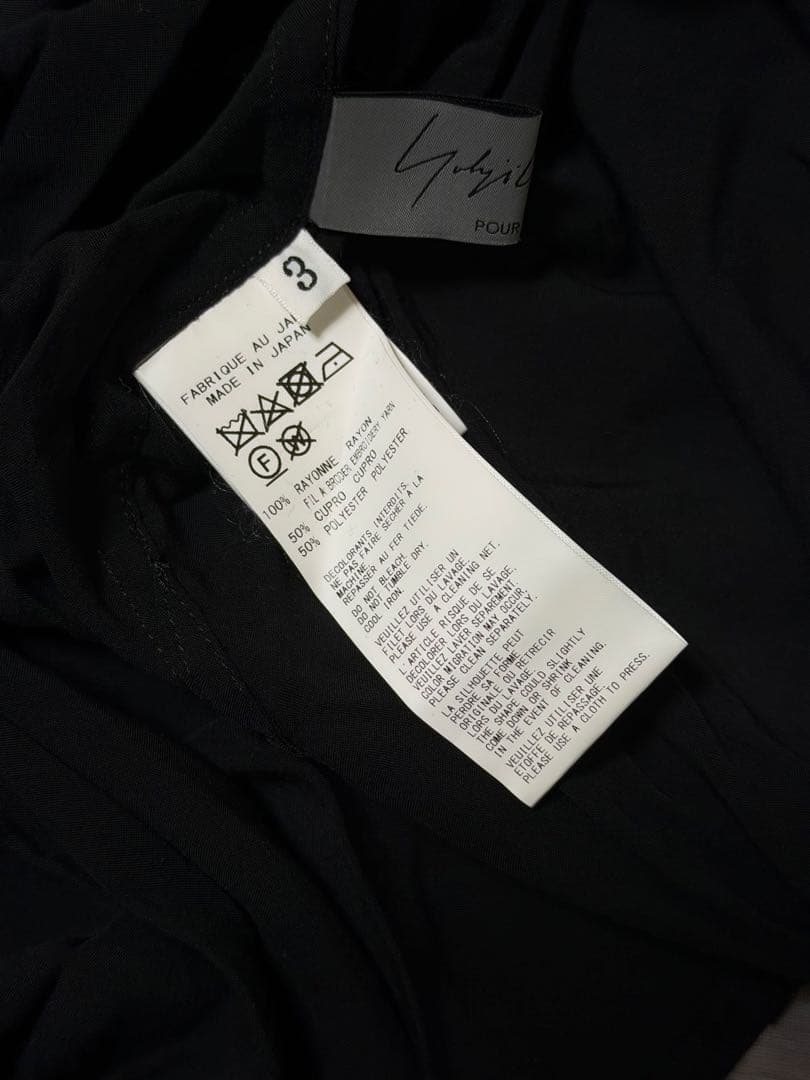 Yohji
POUR
3
FABRIQUE AU JAP
MADE IN JAPAN
F W
100% RAYONNE RAYON
FIL A BRODER EMBROIDERY YARN
50% CUPRO CUPRO
50% POLYESTER POLYESTER
DECOLORANTS INTERDITS.
NE PAS FAIRE SECHER A LA
MACHINE.
REPASSER AU FER TIEDE.
DO NOT BLEACH.
DO NOT TUMBLE DRY.
COOL IRON.
VEUILLEZ UTILISER UN
FILET LORS DU LAVAGE.
PLEASE USE A CLEANING NET.
L'ARTICLE RISQUE DE SE
DECOLORER LORS DU LAVAGE.
VEUILLEZ LAVER SEPAREMENT.
COLOR MIGRATION MAY OCCUR
PLEASE CLEAN SEPARATELY.
LA SILHOUETTE PEUT
PERDRE SA FORME
ORIGINALE OU RETRECIR
LORS DU LAVAGE.
THE SHAPE COULD SLIGHTLY
COME DOWN OR SHRINK
IN THE EVENT OF CLEANING.
VEUILLEZ UTILISER UNE
ETOFFE DE REPASSAGE.
PLEASE USE A CLOTH TO PRESS.